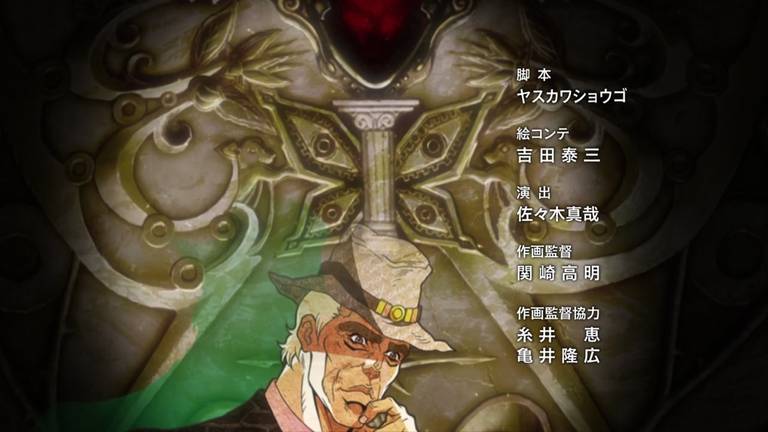 脚 本
ヤスカワショウゴ
絵コンテ
吉田泰三
演 出
佐々木真哉
作画監督
関崎高明
作画監督協力
糸井 恵
亀井隆広